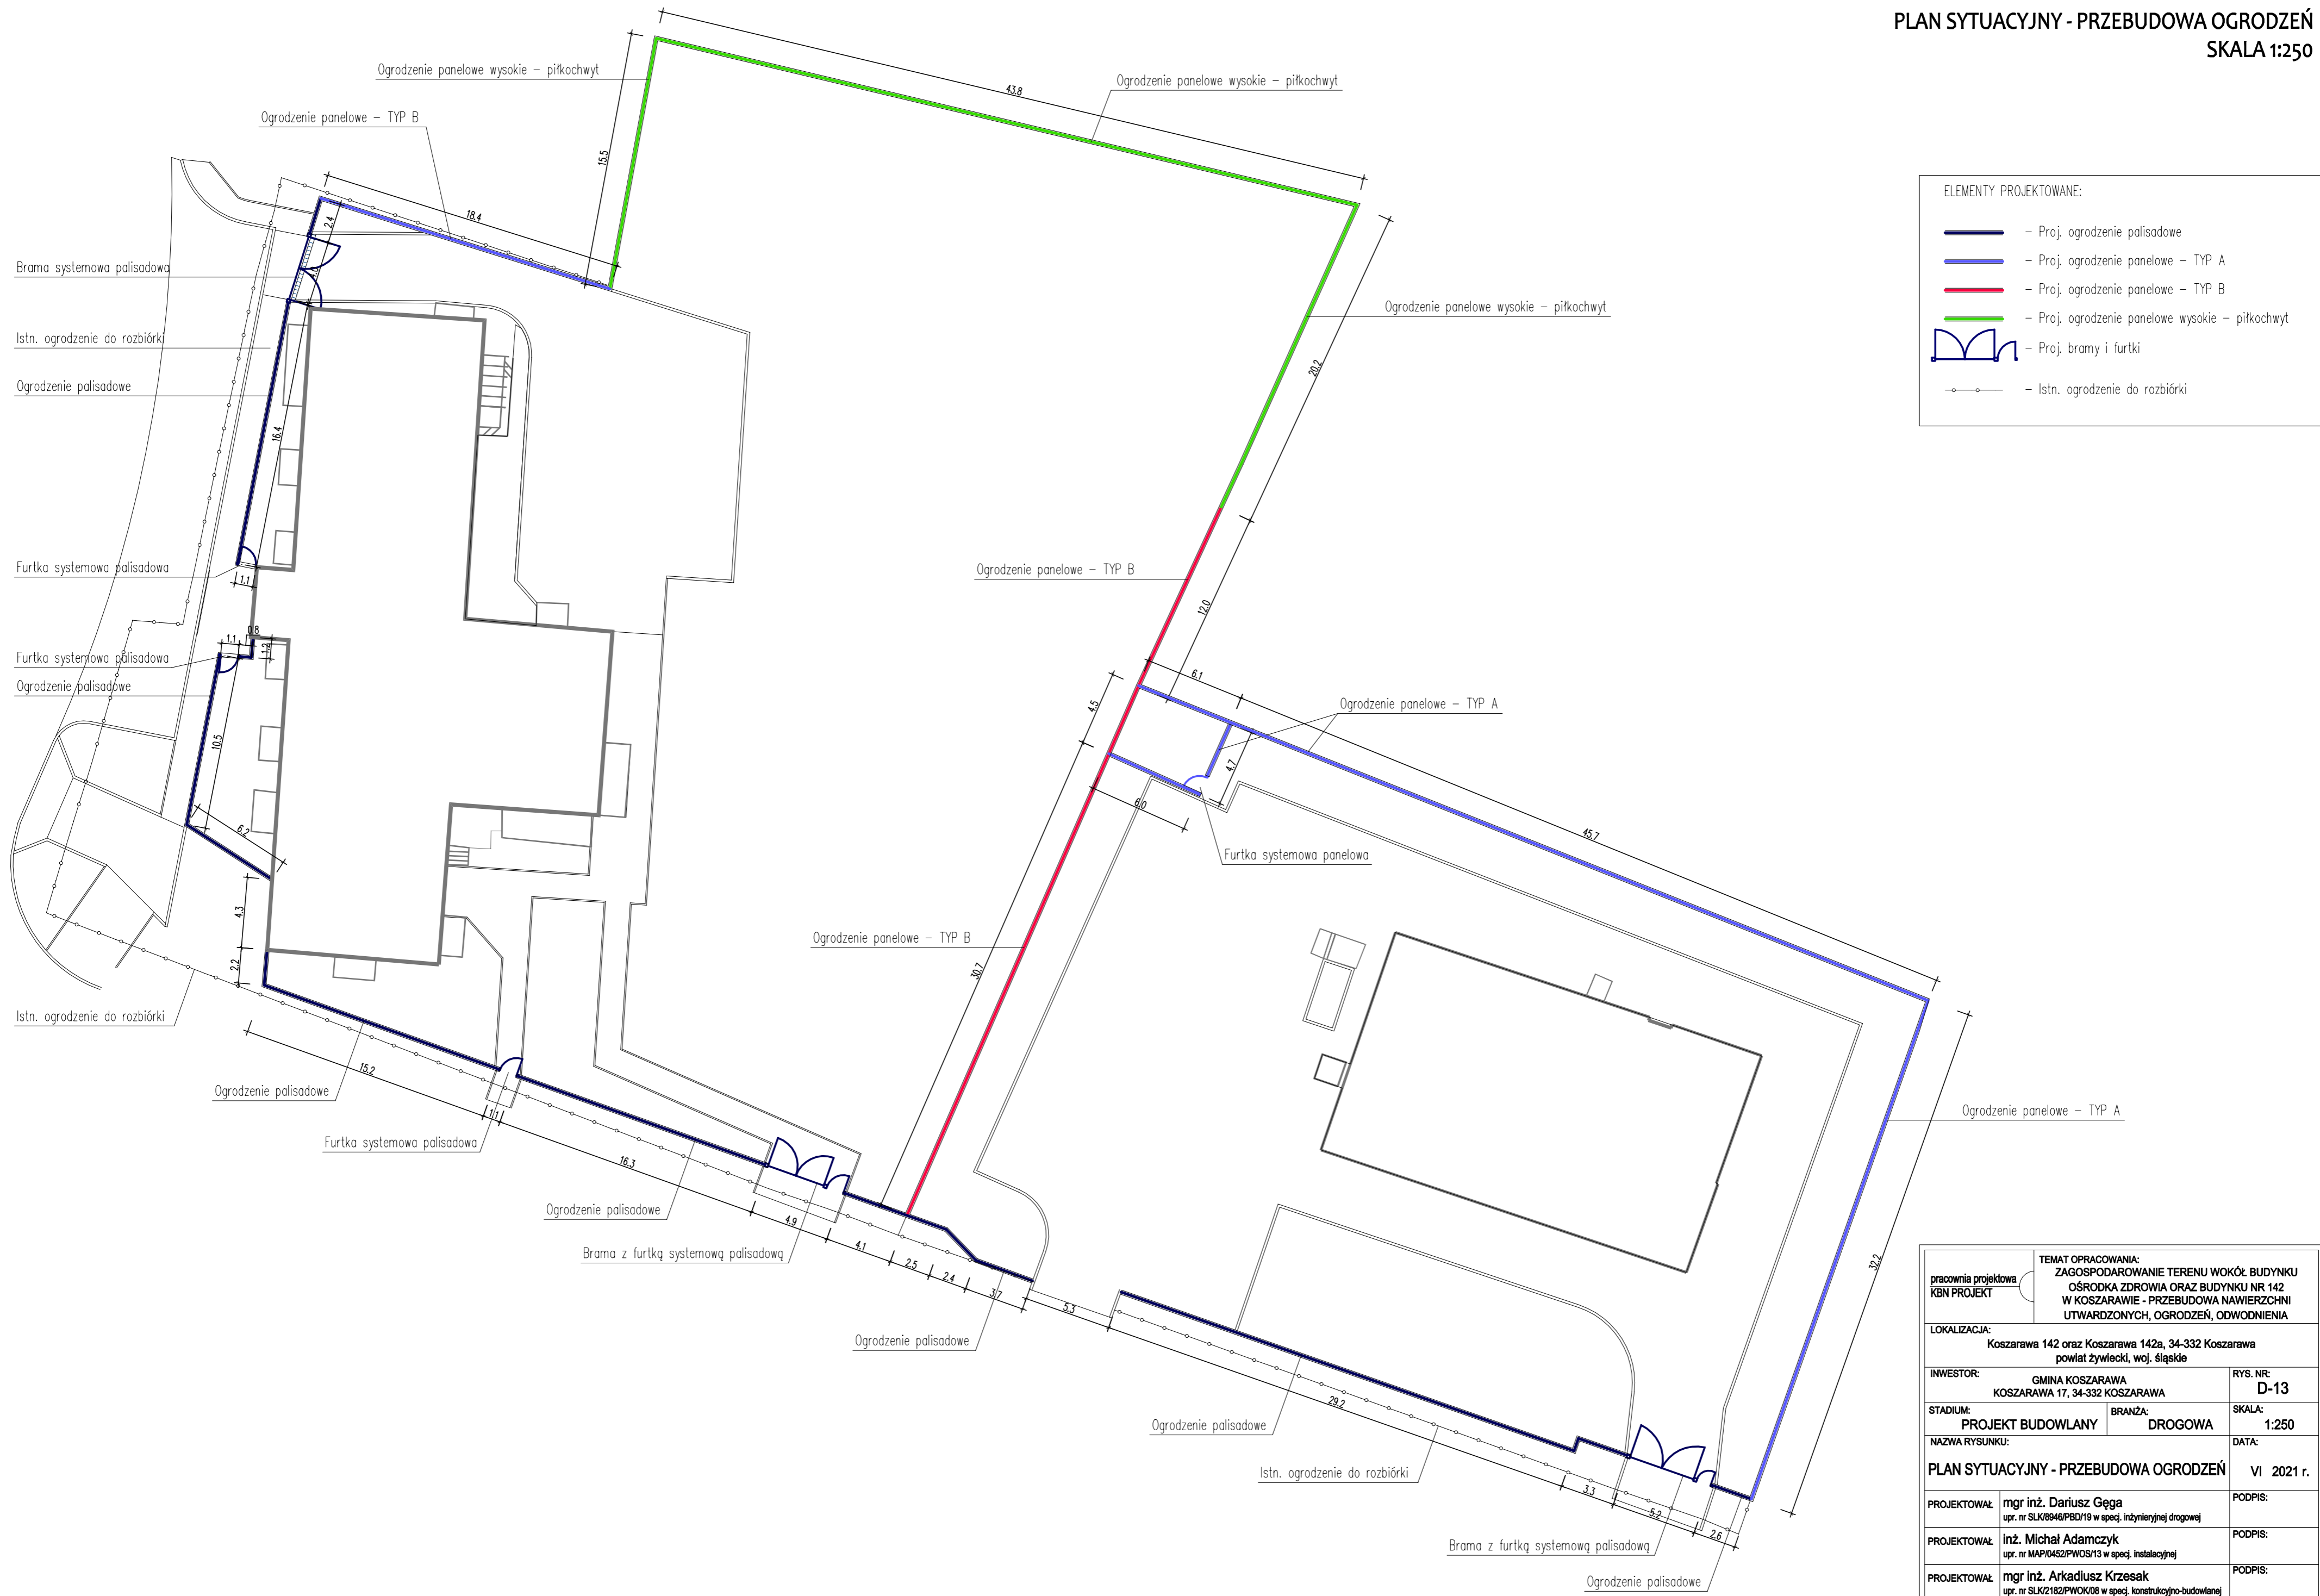 PLAN SYTUACYJNY - PRZEBUDOWA OGRODZEŃ
SKALA 1:250
Ogrodzenie panelowe wysokie – piłkochwyt
43.8
Ogrodzenie panelowe wysokie – piłkochwyt
Ogrodzenie panelowe – TYP B
15.5
18.4
2.4
Brama systemowa palisadowa
4.0
Ogrodzenie panelowe wysokie – piłkochwyt
Istn. ogrodzenie do rozbiórki
20.2
Ogrodzenie palisadowe
16.4
Furtka systemowa palisadowa
1.1
Ogrodzenie panelowe – TYP B
12.0
0.8
1.1
1.2
Furtka systemowa palisadowa
Ogrodzenie palisadowe
6.1
4.5
Ogrodzenie panelowe – TYP A
10.5
4.7
6.0
6.2
45.7
Furtka systemowa panelowa
4.3
Ogrodzenie panelowe – TYP B
2.2
30.7
Istn. ogrodzenie do rozbiórki
15.2
Ogrodzenie palisadowe
1.1
Ogrodzenie panelowe – TYP A
Furtka systemowa palisadowa
16.3
Ogrodzenie palisadowe
4.9
Brama z furtką systemową palisadową
4.1
2.5
2.4
3.7
32.2
5.3
Ogrodzenie palisadowe
29.2
Ogrodzenie palisadowe
Istn. ogrodzenie do rozbiórki
3.3
5.2
2.6
Brama z furtką systemową palisadową
Ogrodzenie palisadowe
ELEMENTY PROJEKTOWANE:
– Proj. ogrodzenie palisadowe
– Proj. ogrodzenie panelowe – TYP A
– Proj. ogrodzenie panelowe – TYP B
– Proj. ogrodzenie panelowe wysokie – piłkochwyt
– Proj. bramy i furtki
– Istn. ogrodzenie do rozbiórki
pracownia projektowa
KBN PROJEKT
TEMAT OPRACOWANIA:
ZAGOSPODAROWANIE TERENU WOKÓŁ BUDYNKU
OŚRODKA ZDROWIA ORAZ BUDYNKU NR 142
W KOSZARAWIE - PRZEBUDOWA NAWIERZCHNI
UTWARDZONYCH, OGRODZEŃ, ODWODNIENIA
LOKALIZACJA:
Koszarawa 142 oraz Koszarawa 142a, 34-332 Koszarawa
powiat żywiecki, woj. śląskie
INWESTOR:
GMINA KOSZARAWA
KOSZARAWA 17, 34-332 KOSZARAWA
RYS. NR:
D-13
STADIUM:
PROJEKT BUDOWLANY
BRANŻA:
DROGOWA
SKALA:
1:250
NAZWA RYSUNKU:
PLAN SYTUACYJNY - PRZEBUDOWA OGRODZEŃ
DATA:
VI 2021 r.
PROJEKTOWAŁ
mgr inż. Dariusz Gęga
upr. nr SLK/8946/PBD/19 w specj. inżynieryjnej drogowej
PODPIS:
PROJEKTOWAŁ
inż. Michał Adamczyk
upr. nr MAP/0452/PWOS/13 w specj. instalacyjnej
PODPIS:
PROJEKTOWAŁ
mgr inż. Arkadiusz Krzesak
upr. nr SLK/2182/PWOK/08 w specj. konstrukcyjno-budowlanej
PODPIS: